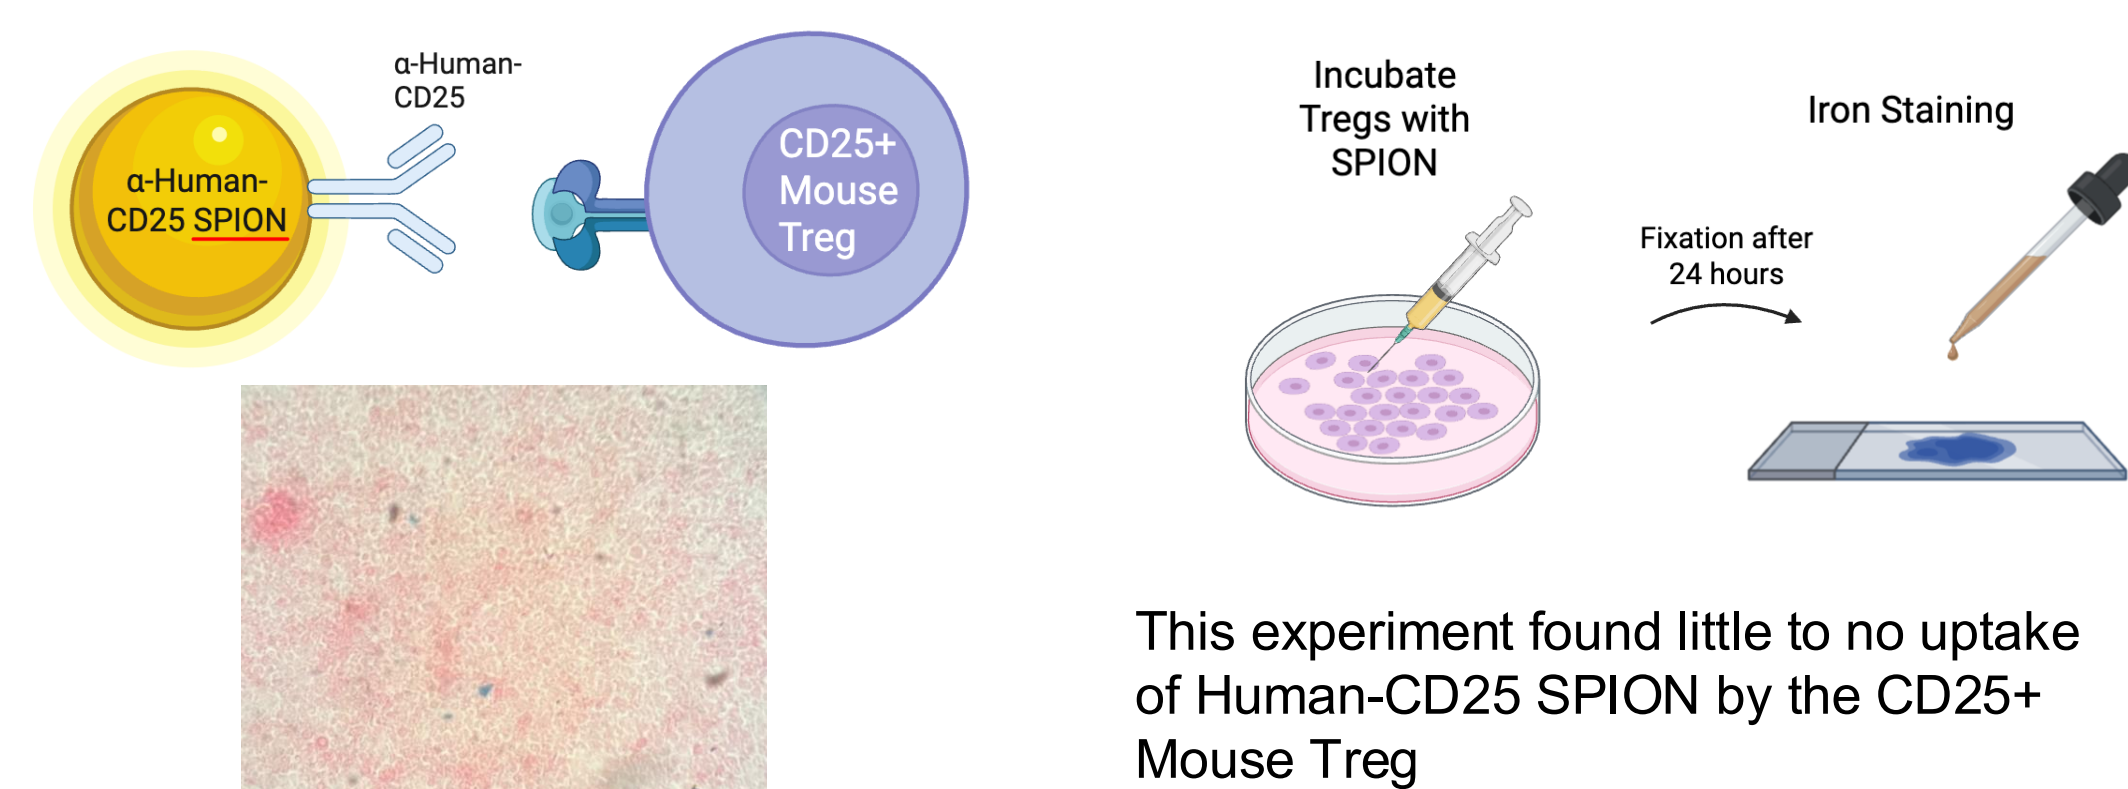 α-Human-
CD25
α-Human-
CD25 SPION
CD25+
Mouse
Treg
Incubate
Tregs with
SPION
Fixation after
24 hours
Iron Staining
This experiment found little to no uptake
of Human-CD25 SPION by the CD25+
Mouse Treg